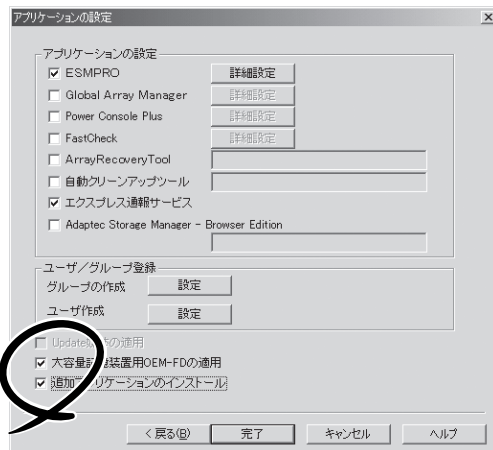 アプリケーションの設定
アプリケーションの設定
ESMPRO 詳細設定
Global Array Manager 詳細設定
Power Console Plus 詳細設定
FastCheck 詳細設定
ArrayRecoveryTool
自動クリーンアップツール
エクスプレス通報サービス
Adaptec Storage Manager - Browser Edition
ユーザ/グループ登録
グループの作成 設定
ユーザ作成 設定
の適用
大容量記憶装置用OEM-FDの適用
追加アプリケーションのインストール
< 戻る(B) 完了 キャンセル ヘルプ